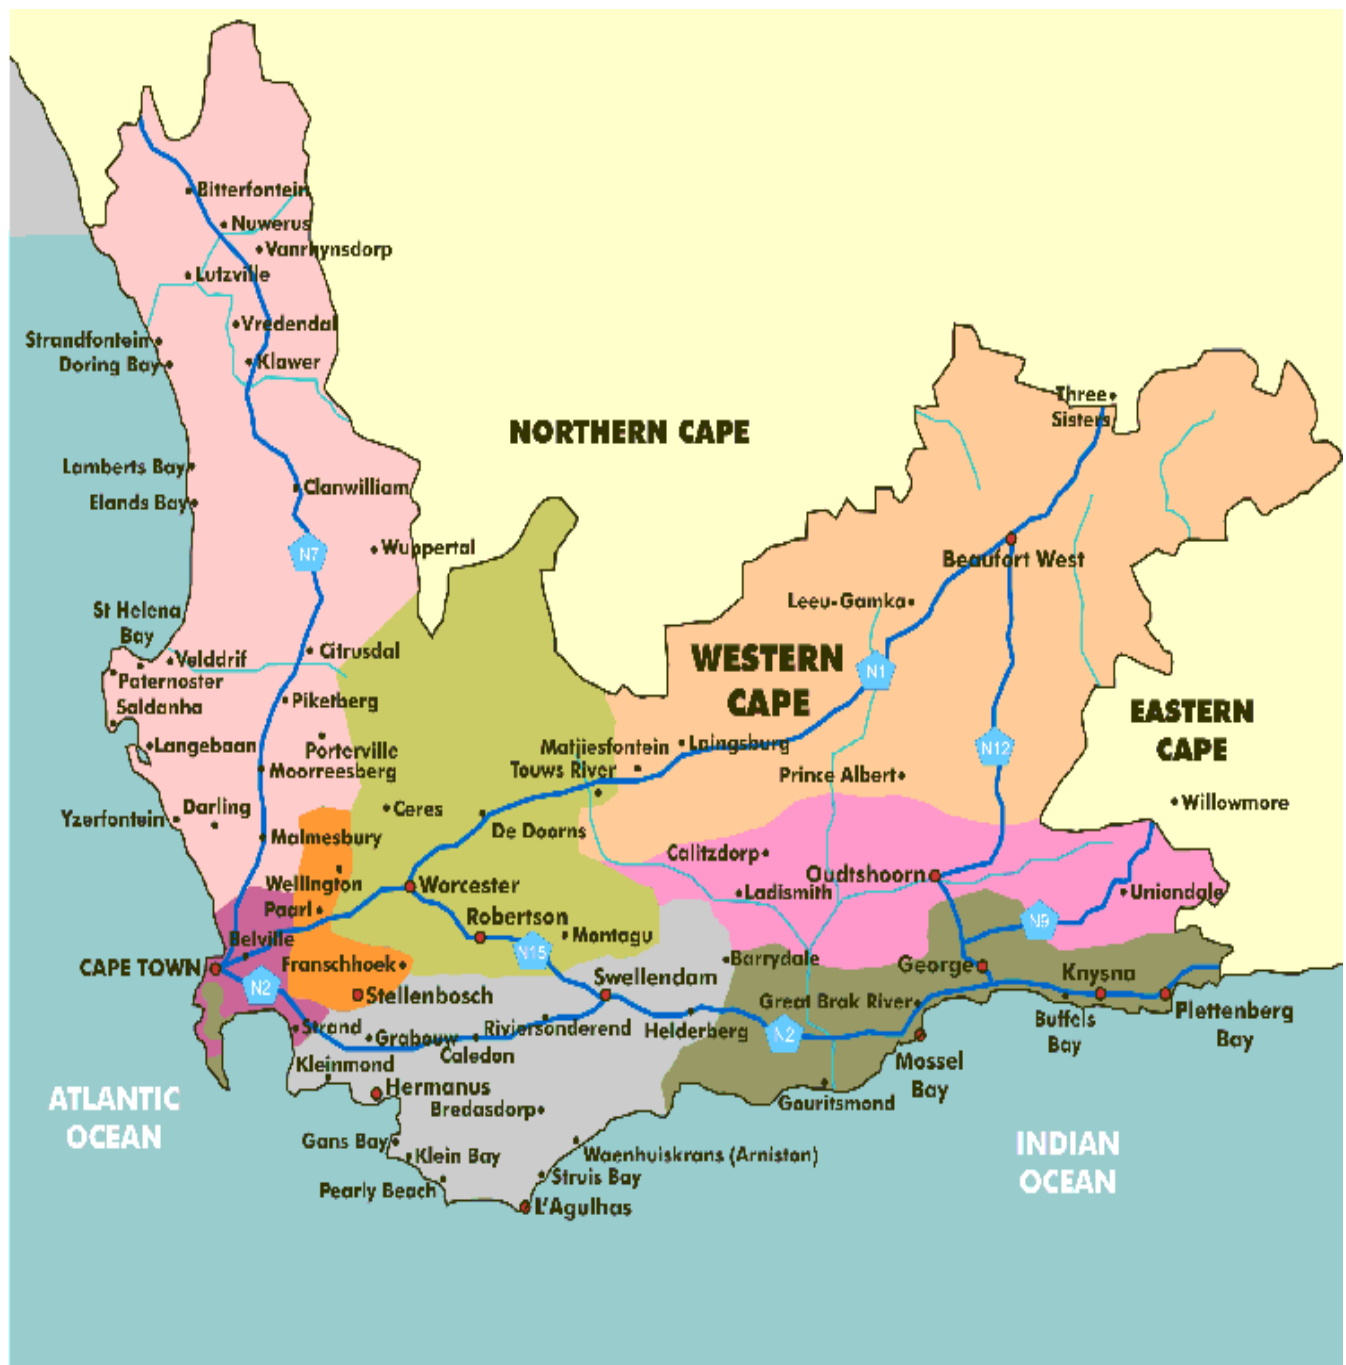 Bitterfontein
Nuwerus
Vanrhynsdorp
Lutzville
Vredendal
Strandfontein
Doring Bay
Klawer
Three
Sisters
NORTHERN CAPE
Lamberts Bay
Clanwilliam
Elands Bay
N7
Wuppertal
Beaufort West
Leeu-Gamka
St Helena
Bay
Citrusdal
Velddrif
Paternoster
WESTERN
CAPE
N1
Saldanha
Piketberg
EASTERN
CAPE
Langebaan
Porterville
Matjiesfontein
Laingsburg
N12
Moorreesberg
Touws River
Prince Albert
Willowmore
Yzerfontein
Darling
Ceres
De Doorns
Malmesbury
Calitzdorp
Oudtshoorn
Wellington
Worcester
Ladismith
Uniondale
Paarl
Robertson
N9
Belville
Montagu
N15
CAPE TOWN
Franschhoek
Barrydale
George
Knysna
N2
Stellenbosch
Swellendam
Great Brak River
Plettenberg
Bay
Strand
Grabouw
Riviersonderend
Helderberg
N2
Buffels
Bay
Caledon
Mossel
Bay
Kleinmond
Hermanus
Gouritsmond
ATLANTIC
OCEAN
Bredasdorp
Gans Bay
Klein Bay
Waenhuiskrans (Arniston)
INDIAN
OCEAN
Struis Bay
Pearly Beach
L'Agulhas